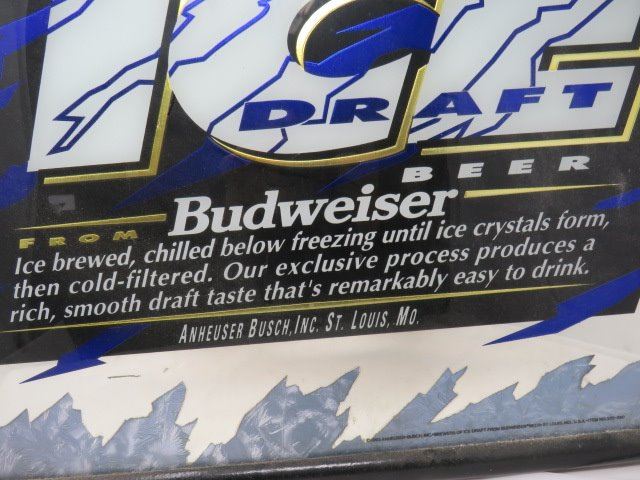 ICE
DRAFT
BEER
FROM Budweiser
Ice brewed, chilled below freezing until ice crystals form,
then cold-filtered. Our exclusive process produces a
rich, smooth draft taste that's remarkably easy to drink.
ANHEUSER BUSCH, INC. ST. LOUIS, MO.